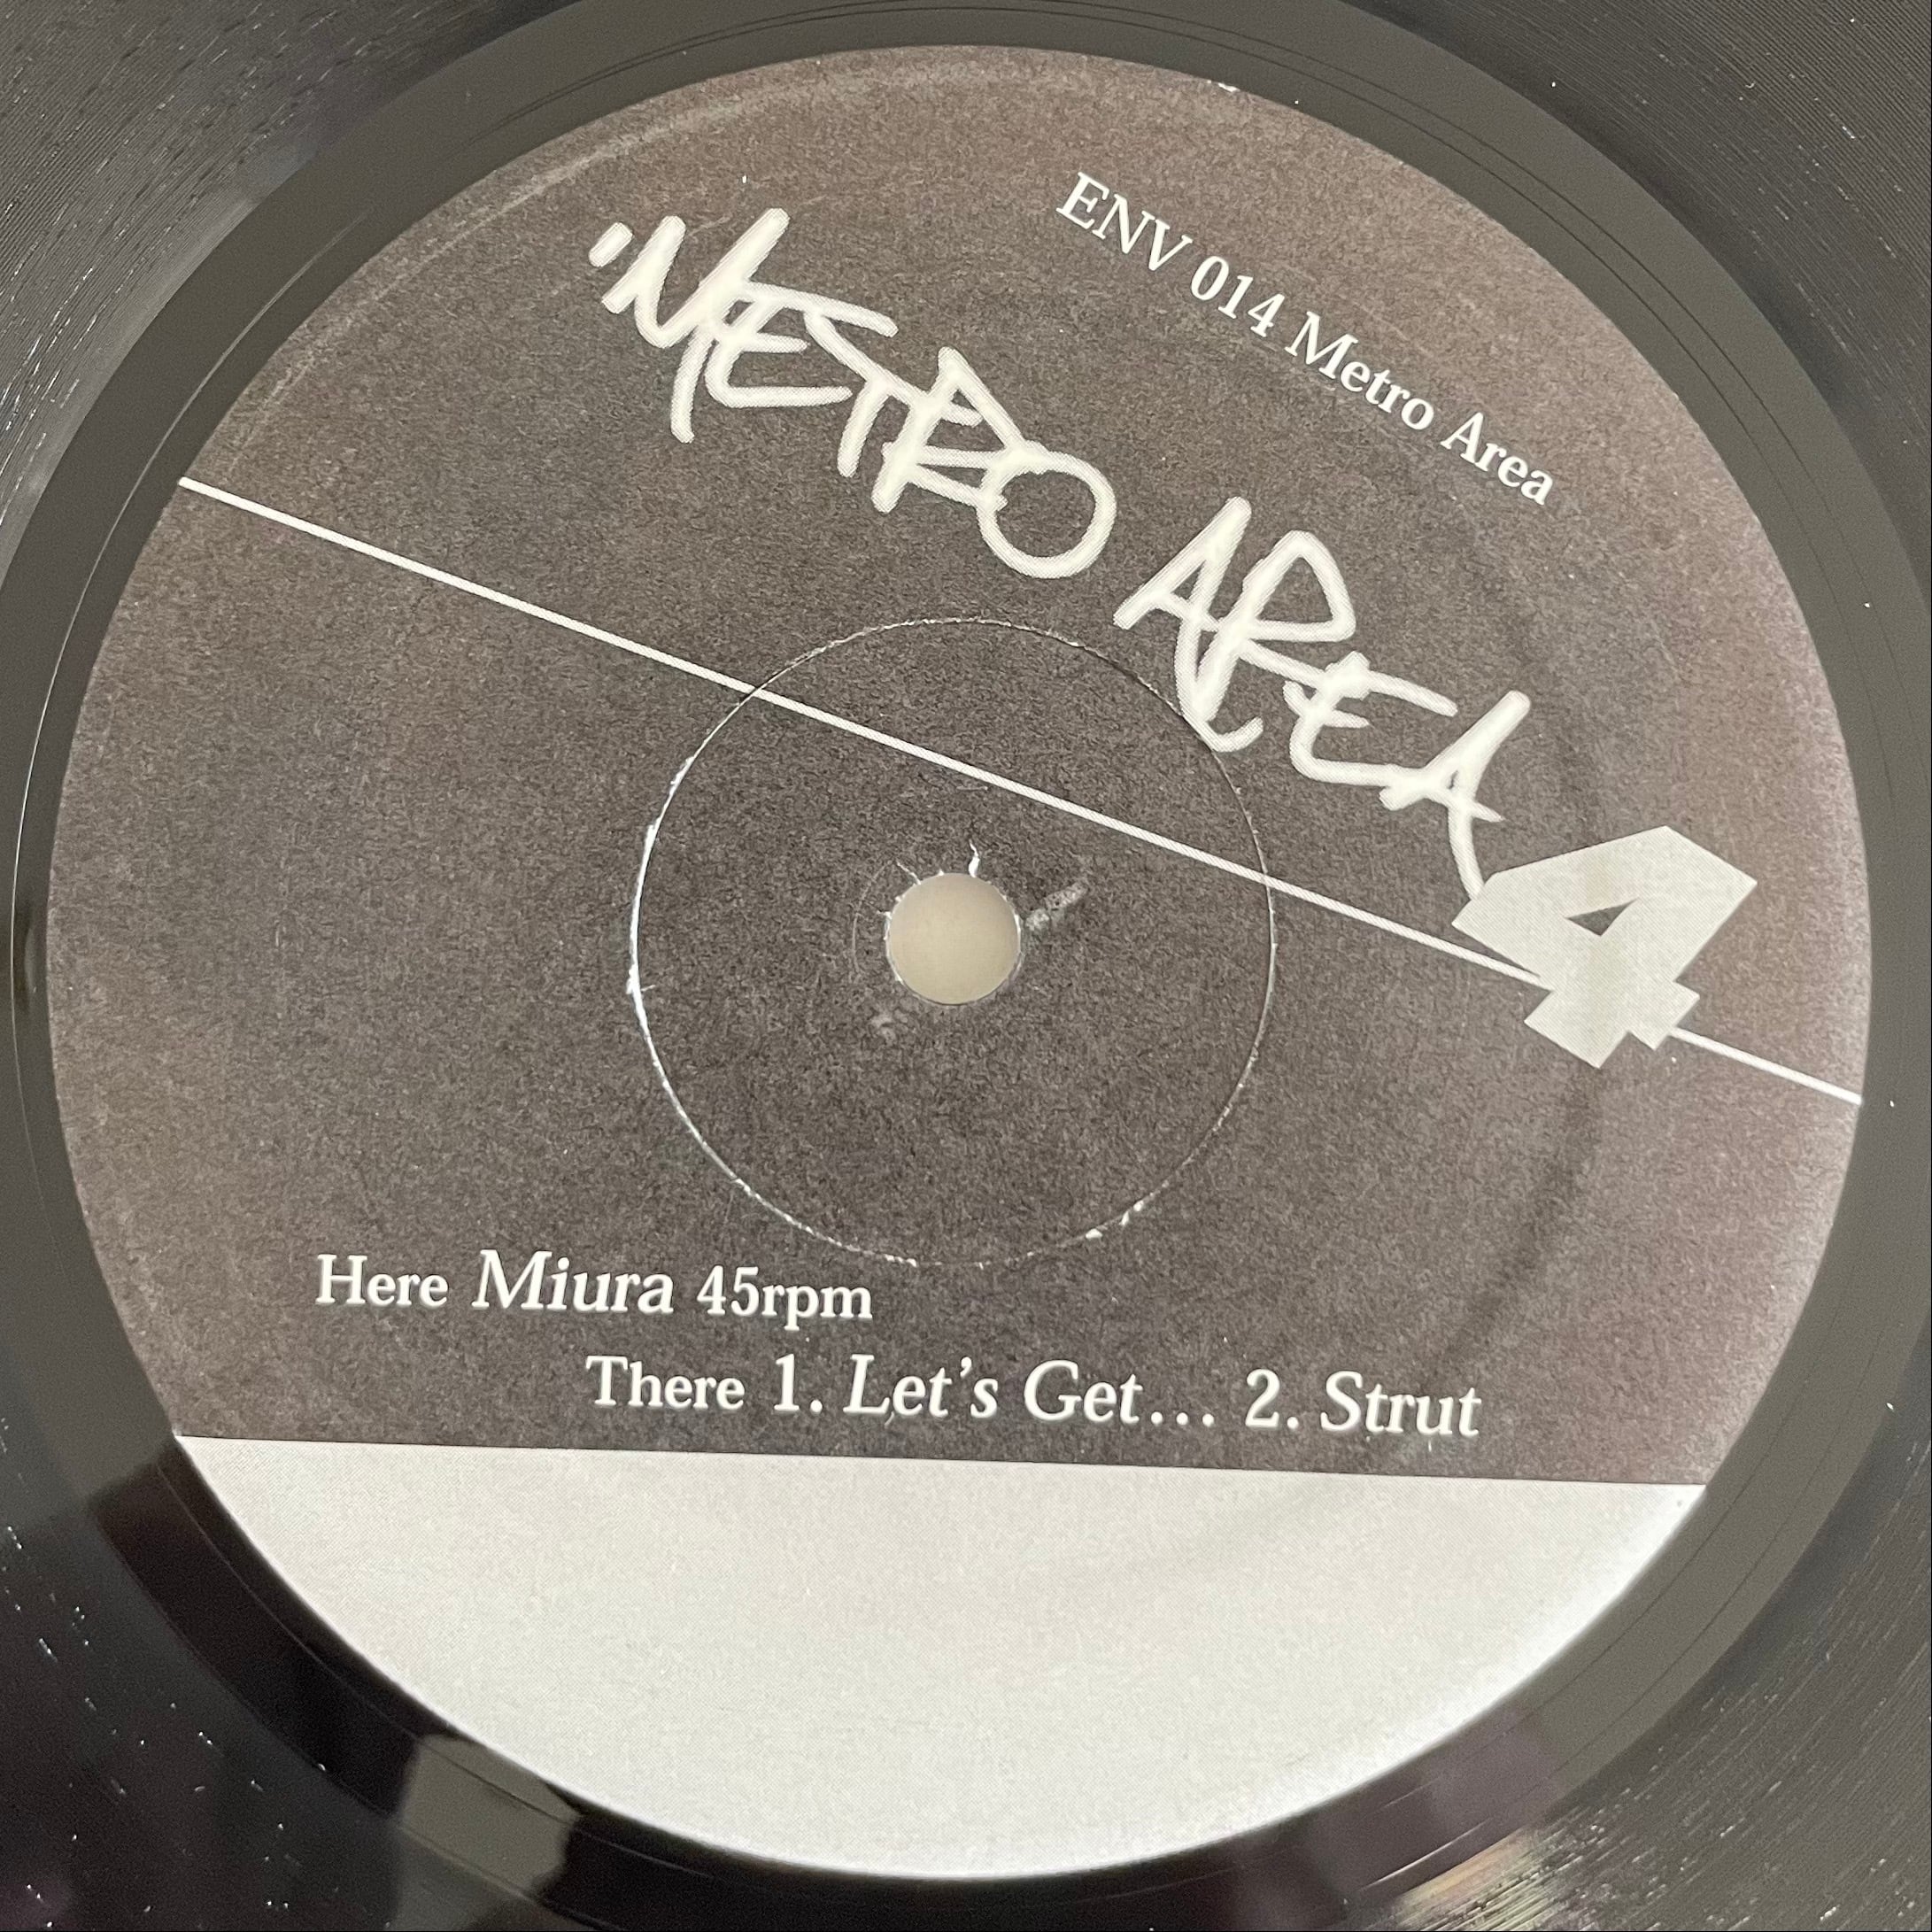 ENV 014 Metro Area
METRO AREA 4
Here Miura 45rpm
There 1. Let's Get... 2. Strut